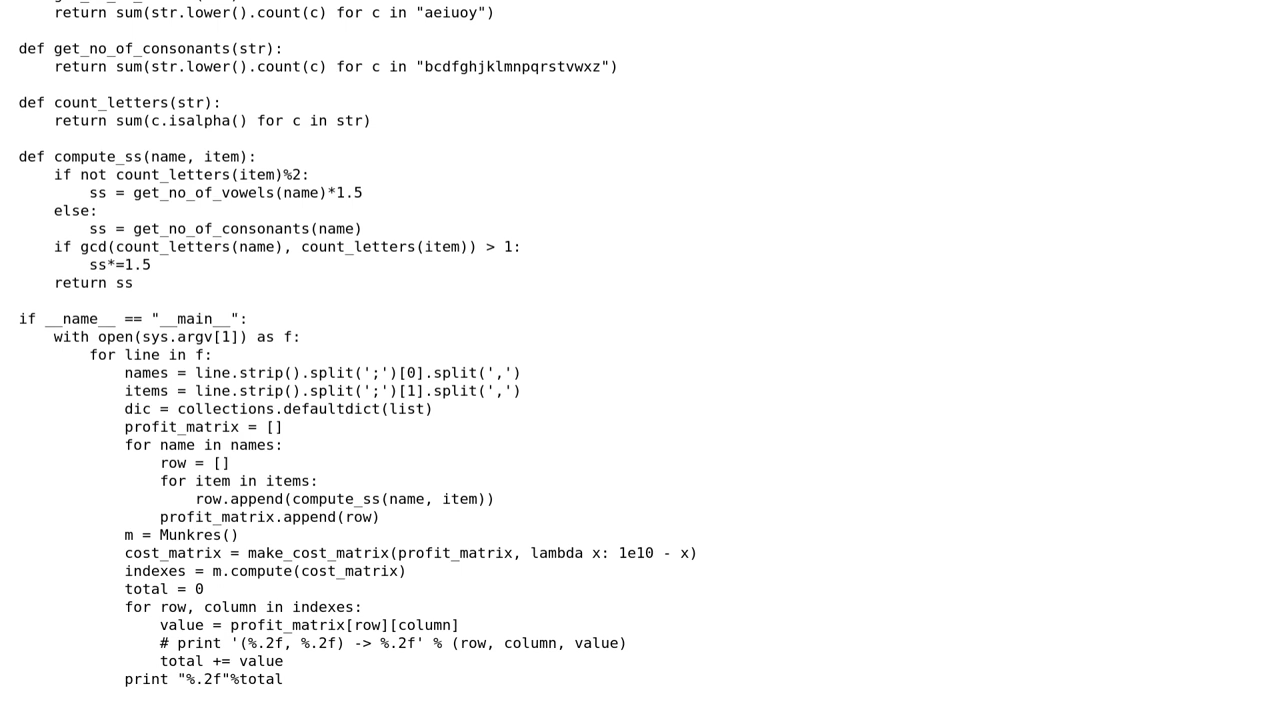 return sum(str.lower().count(c) for c in "aeiuoy")

def get_no_of_consonants(str):
    return sum(str.lower().count(c) for c in "bcdfghjklmnpqrstvwxz")

def count_letters(str):
    return sum(c.isalpha() for c in str)

def compute_ss(name, item):
    if not count_letters(item)%2:
        ss = get_no_of_vowels(name)*1.5
    else:
        ss = get_no_of_consonants(name)
    if gcd(count_letters(name), count_letters(item)) > 1:
        ss*=1.5
    return ss

if __name__ == "__main__":
    with open(sys.argv[1]) as f:
        for line in f:
            names = line.strip().split(';')[0].split(',')
            items = line.strip().split(';')[1].split(',')
            dic = collections.defaultdict(list)
            profit_matrix = []
            for name in names:
                row = []
                for item in items:
                    row.append(compute_ss(name, item))
                profit_matrix.append(row)
            m = Munkres()
            cost_matrix = make_cost_matrix(profit_matrix, lambda x: 1e10 - x)
            indexes = m.compute(cost_matrix)
            total = 0
            for row, column in indexes:
                value = profit_matrix[row][column]
                # print '(%.2f, %.2f) -> %.2f' % (row, column, value)
                total += value
            print "%.2f"%total